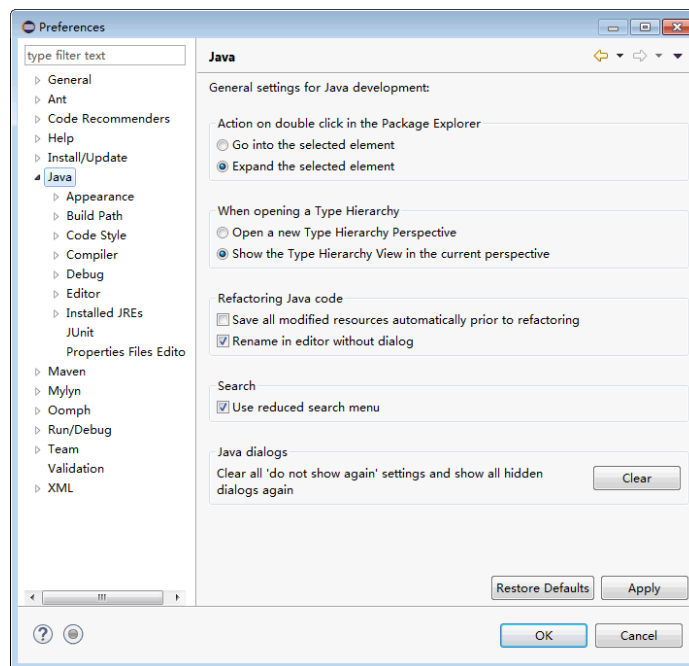 Preferences
type filter text
General
Ant
Code Recommenders
Help
Install/Update
Java
Appearance
Build Path
Code Style
Compiler
Debug
Editor
Installed JREs
JUnit
Properties Files Edito
Maven
Mylyn
Oomph
Run/Debug
Team
Validation
XML
Java
General settings for Java development:
Action on double click in the Package Explorer
Go into the selected element
Expand the selected element
When opening a Type Hierarchy
Open a new Type Hierarchy Perspective
Show the Type Hierarchy View in the current perspective
Refactoring Java code
Save all modified resources automatically prior to refactoring
Rename in editor without dialog
Search
Use reduced search menu
Java dialogs
Clear all 'do not show again' settings and show all hidden
dialogs again
Clear
Restore Defaults
Apply
?
OK
Cancel